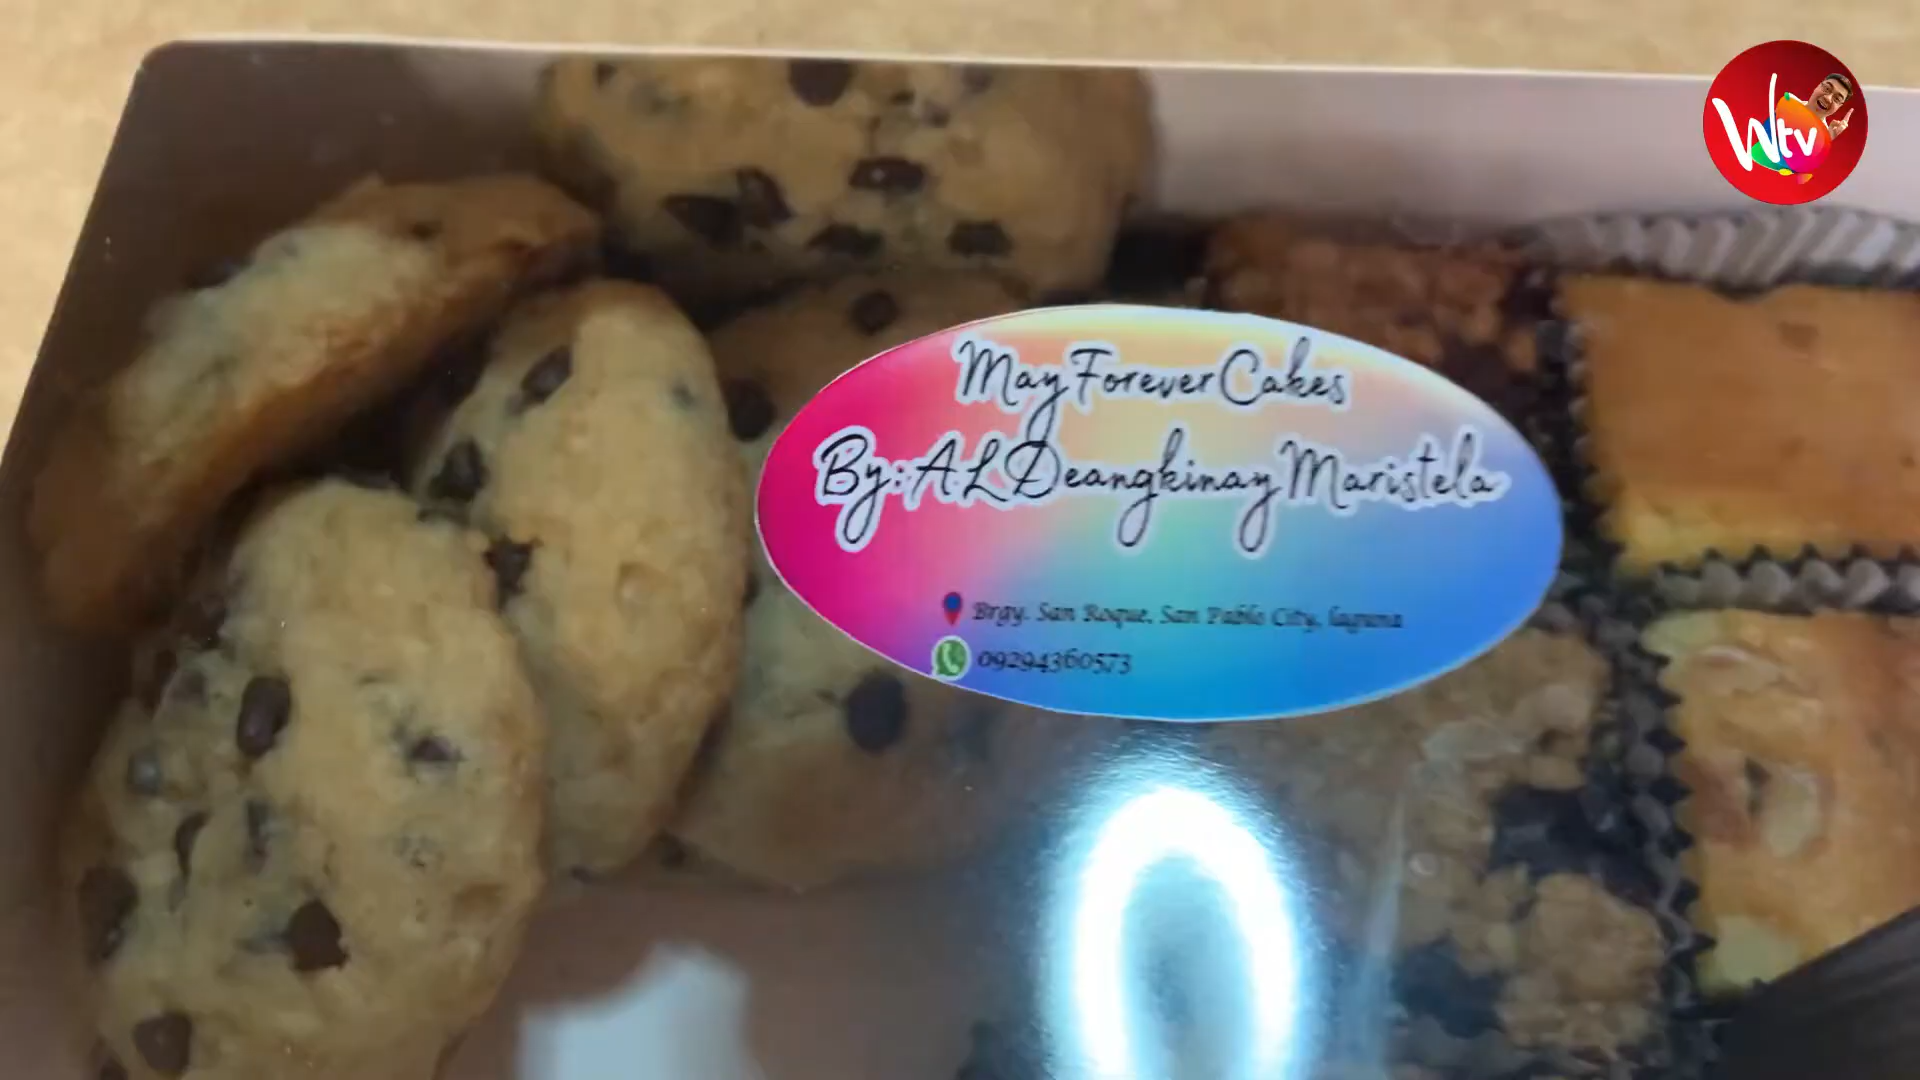 Wtv
May Forever Cakes
By: AL Deangkinay Maristela
Brgy. San Roque, San Pablo City, laguna
09294360573